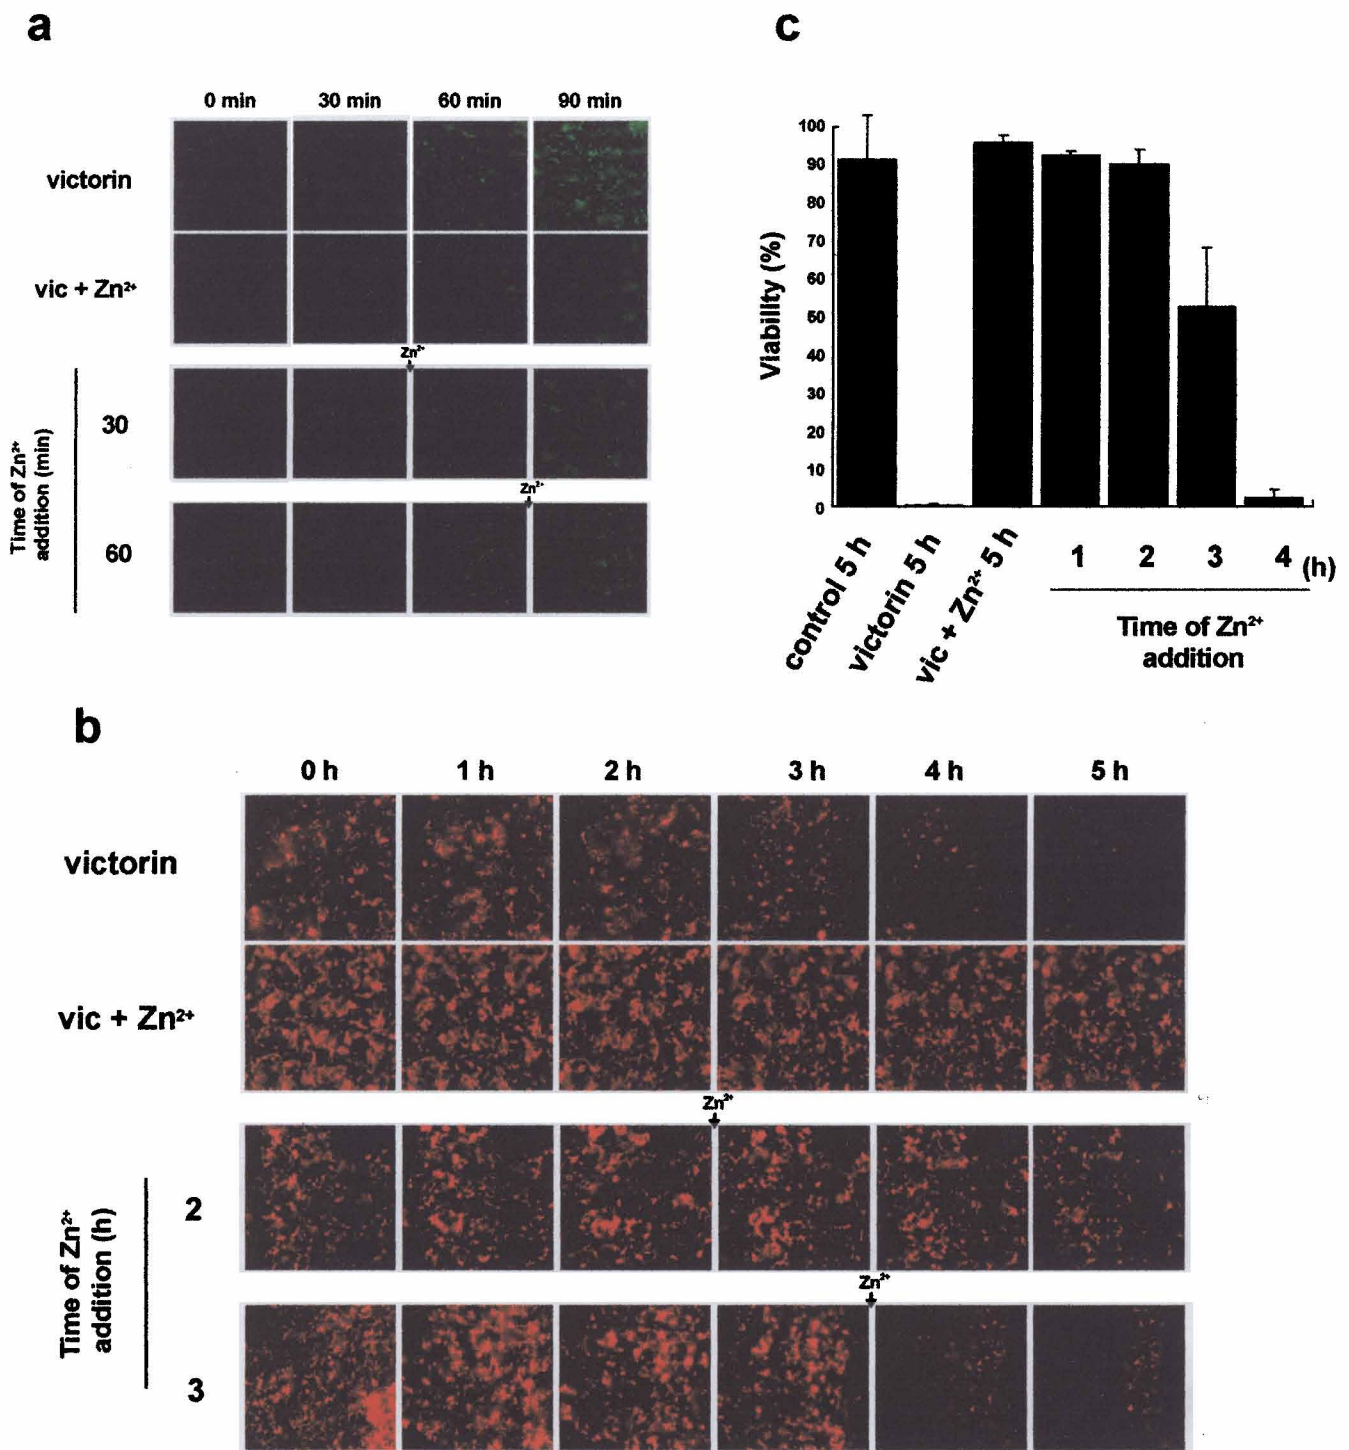 a
0 min 30 min 60 min 90 min
victorin
vic + Zn²⁺
Zn²⁺
30
Zn²⁺
60
Time of Zn²⁺
addition (min)
c
100
90
80
70
60
50
40
30
20
10
0
Viability (%)
control 5 h
victorin 5 h
vic + Zn²⁺ 5 h
1 2 3 4 (h)
Time of Zn²⁺
addition
b
0 h 1 h 2 h 3 h 4 h 5 h
victorin
vic + Zn²⁺
Zn²⁺
2
Zn²⁺
3
Time of Zn²⁺
addition (h)